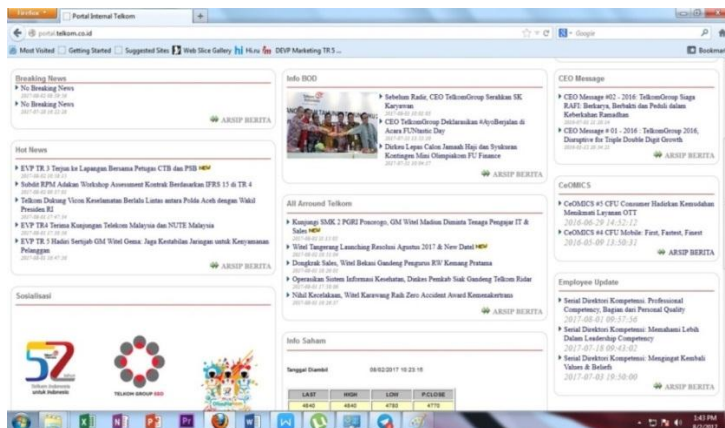 Firefox
Portal Internal Telkom
portal.telkom.co.id
Google
Most Visited
Getting Started
Suggested Sites
Web Slice Gallery
Hi.ru
DEVP Marketing TR 5 ...
Bookmar
Breaking News
No Breaking News
No Breaking News
ARSIP BERITA
Hot News
EVP TR 3 Terjun ke Lapangan Bersama Petugas CTB dan PSB NEW
Subdit RPM Adakan Workshop Assessment Kontrak Berdasarkan IFRS 15 di TR 4
Telkom Dukung Vicon Keselamatan Berlalu Lintas antara Polda Aceh dengan Wakil
Presiden RI
EVP TR4 Terima Kunjungan Telekom Malaysia dan NUTE Malaysia
EVP TR 5 Hadiri Sertijab GM Witel Gema: Jaga Kestabilan Jaringan untuk Kenyamanan
Pelanggan
ARSIP BERITA
Sosialisasi
52
Telkom Indonesia
untuk Indonesia
TELKOM GROUP
Info BOD
Sebelum Radir, CEO TelkomGroup Serahkan SK
Karyawan
CEO TelkomGroup Deklarasikan #AyoBerjalan di
Acara FUNtastic Day
Dirkeu Lepas Calon Jamaah Haji dan Syukuran
Kontingen Mini Olimpiakom FU Finance
ARSIP BERITA
All Arround Telkom
Kunjungi SMK 2 PGRI Ponorogo, GM Witel Madiun Diminta Tenaga Pengajar IT &
Sales NEW
Witel Tangerang Launching Resolusi Agustus 2017 & New Datel NEW
Dongkrak Sales, Witel Bekasi Gandeng Pengurus RW Kemang Pratama
Operasikan Sistem Informasi Kesehatan, Dinkes Pemkab Siak Gandeng Telkom Ridar
Nihil Kecelakaan, Witel Karawang Raih Zero Accident Award Kemenakertrans
ARSIP BERITA
Info Saham
Tanggal Diambil 08/02/2017 10:23:15
LAST HIGH LOW P.CLOSE
4840 4840 4780 4770
CEO Message
CEO Message #02 - 2016: TelkomGroup Siaga
RAFI: Berkarya, Berbakti dan Peduli dalam
Keberkahan Ramadhan
CEO Message # 01 - 2016 : TelkomGroup 2016,
Disruptive for Triple Double Digit Growth
ARSIP BERITA
CeOMICS
CeOMICS #5 CFU Consumer Hadirkan Kemudahan
Menikmati Layanan OTT
2016-06-29 14:52:12
CeOMICS #4 CFU Mobile: First, Fastest, Finest
2016-05-09 13:50:31
ARSIP BERITA
Employee Update
Serial Direktori Kompetensi: Professional
Competency, Bagian dari Personal Quality
2017-08-01 09:57:56
Serial Direktori Kompetensi: Memahami Lebih
Dalam Leadership Competency
2017-07-18 09:43:02
Serial Direktori Kompetensi: Mengingat Kembali
Values & Beliefs
2017-07-03 19:50:00
ARSIP BERITA
1:43 PM
8/2/2017